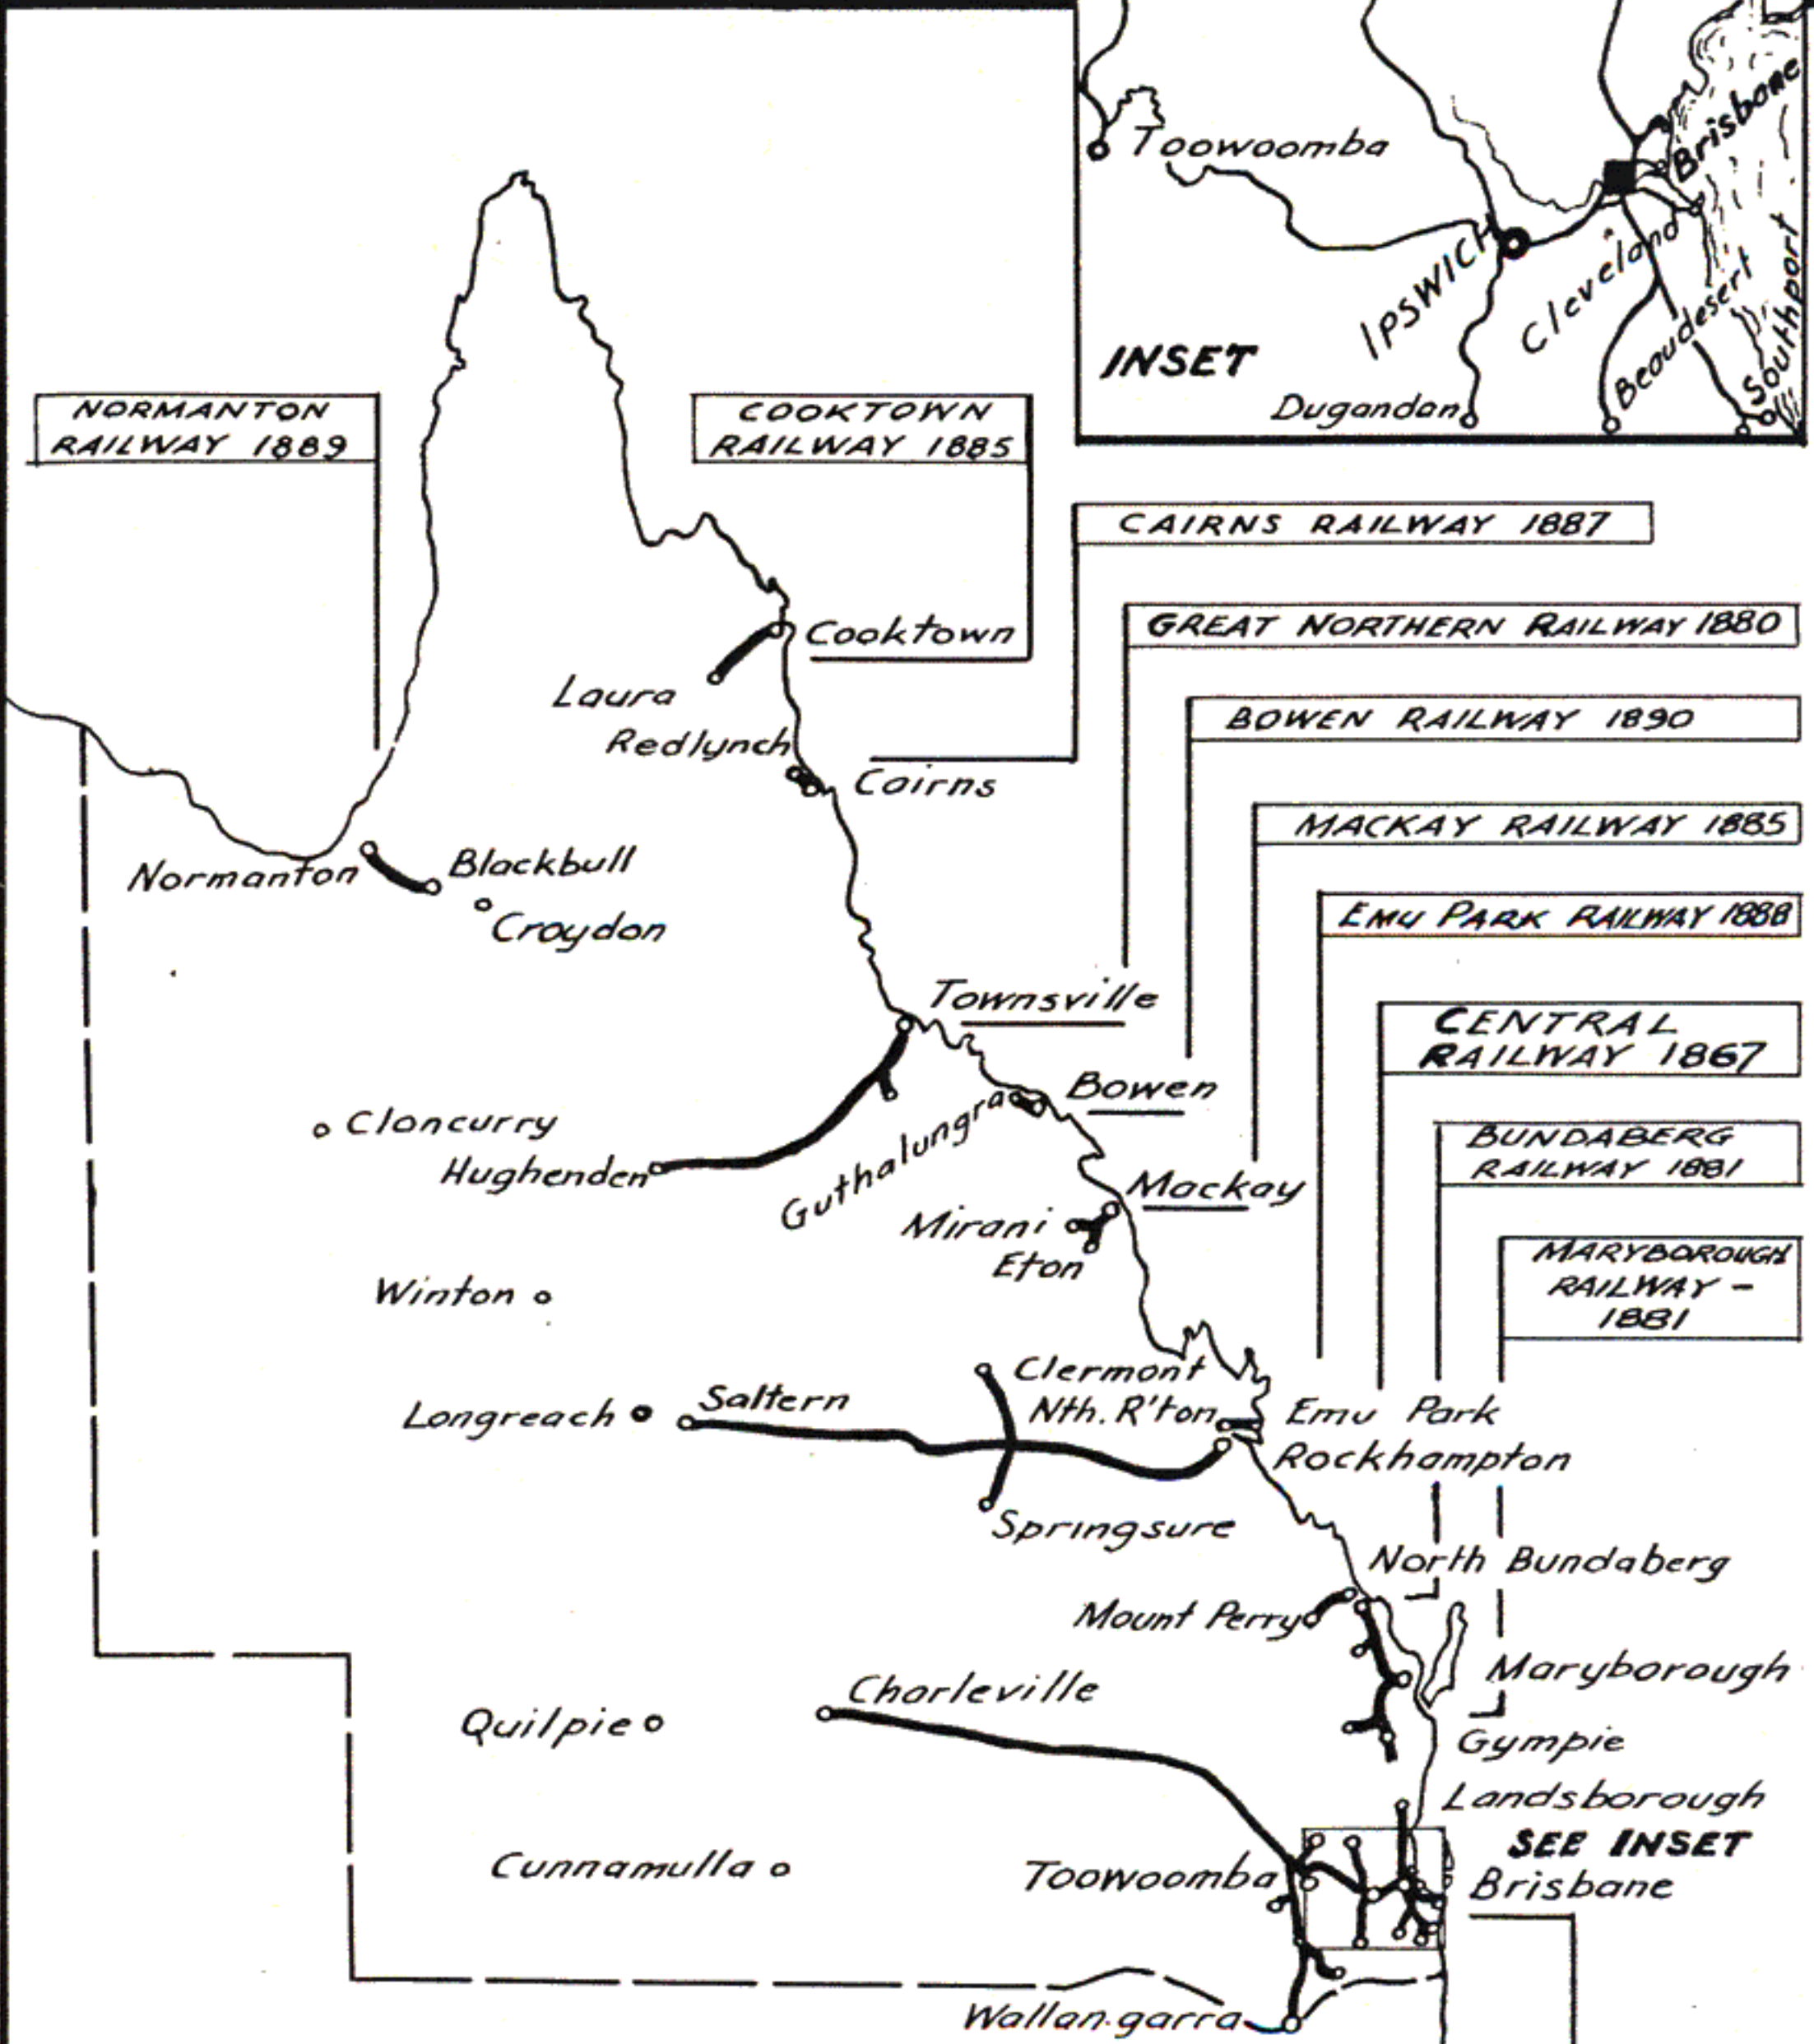 Toowoomba
Brisbane
IPSWICH
Cleveland
Beaudesert
Southport
INSET
Dugandan
NORMANTON
RAILWAY 1889
COOKTOWN
RAILWAY 1885
CAIRNS RAILWAY 1887
GREAT NORTHERN RAILWAY 1880
BOWEN RAILWAY 1890
MACKAY RAILWAY 1885
EMU PARK RAILWAY 1888
CENTRAL
RAILWAY 1867
BUNDABERG
RAILWAY 1881
MARYBOROUGH
RAILWAY –
1881
Cooktown
Laura
Redlynch
Cairns
Normanton
Blackbull
Croydon
Townsville
Bowen
Guthalungra
Cloncurry
Hughenden
Mackay
Mirani
Eton
Winton
Clermont
Longreach
Saltern
Nth. R'ton
Emu Park
Rockhampton
Springsure
North Bundaberg
Mount Perry
Maryborough
Charleville
Quilpie
Gympie
Landsborough
SEE INSET
Cunnamulla
Toowoomba
Brisbane
Wallan.garra